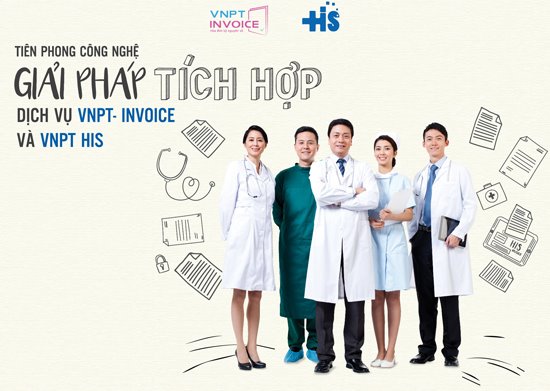 VNPT
INVOICE
HIS
TIÊN PHONG CÔNG NGHỆ
GIẢI PHÁP TÍCH HỢP
DỊCH VỤ VNPT- INVOICE
VÀ VNPT HIS
HIS